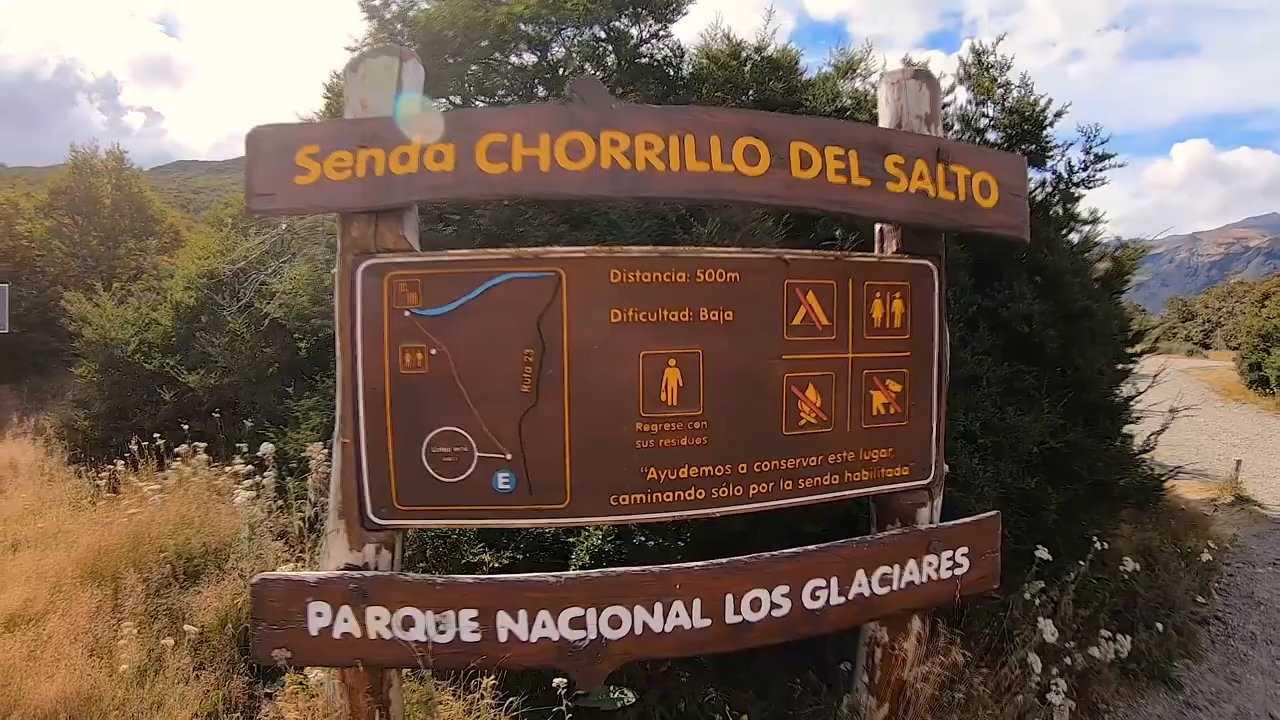 Senda CHORRILLO DEL SALTO
Distancia: 500m
Dificultad: Baja
Ruta 23
Regrese con
sus residuos
E
"Ayudemos a conservar este lugar,
caminando sólo por la senda habilitada"
PARQUE NACIONAL LOS GLACIARES